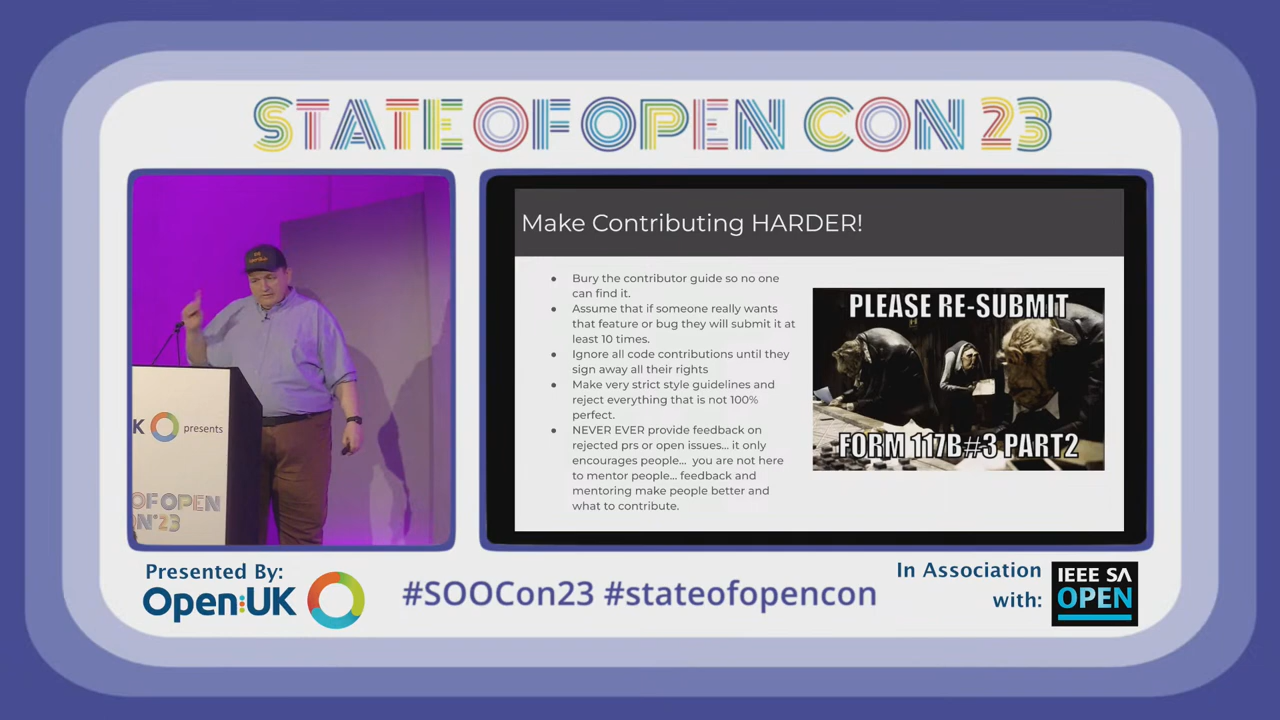 STATE OF OPEN CON 23
Make Contributing HARDER!
● Bury the contributor guide so no one
can find it.
● Assume that if someone really wants
that feature or bug they will submit it at
least 10 times.
● Ignore all code contributions until they
sign away all their rights
● Make very strict style guidelines and
reject everything that is not 100%
perfect.
● NEVER EVER provide feedback on
rejected prs or open issues... it only
encourages people... you are not here
to mentor people... feedback and
mentoring make people better and
what to contribute.
PLEASE RE-SUBMIT
FORM 117B#3 PART2
K presents
OF OPEN
ON'23
Presented By:
Open:UK
#SOOCon23 #stateofopencon
In Association
with:
IEEE SA
OPEN